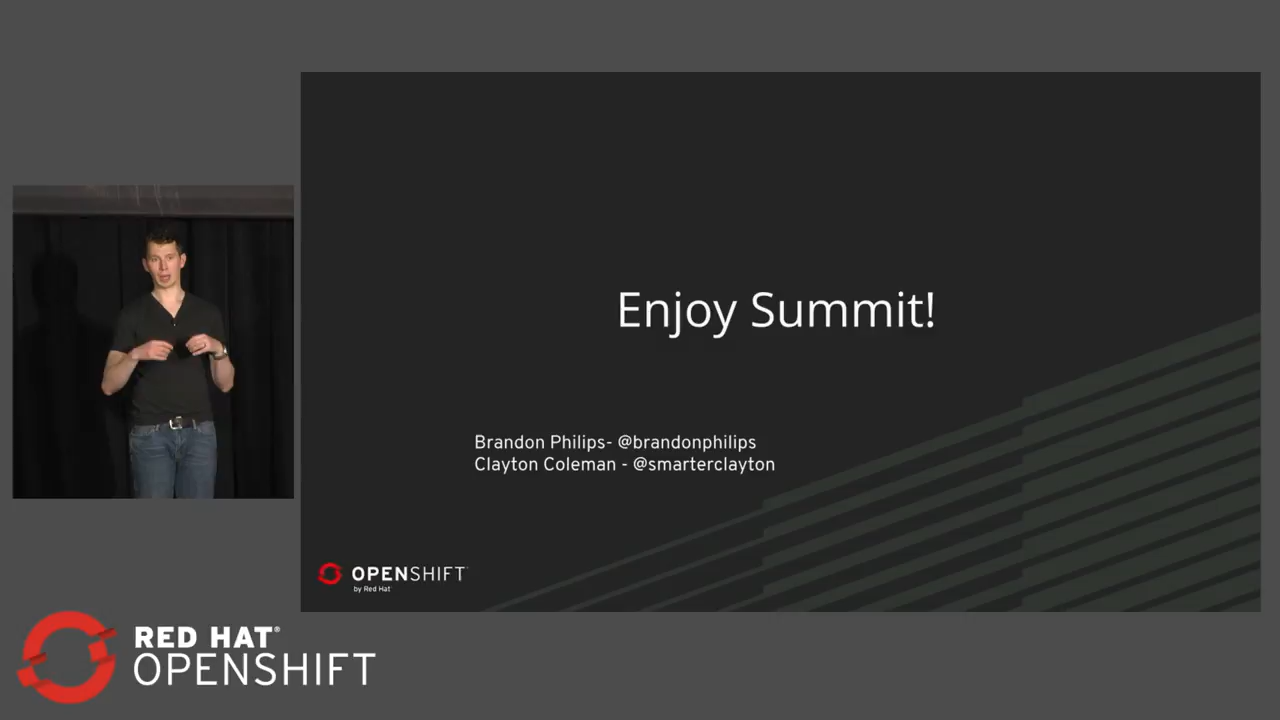 Enjoy Summit!
Brandon Philips- @brandonphilips
Clayton Coleman - @smarterclayton
OPENSHIFT
by Red Hat
RED HAT®
OPENSHIFT